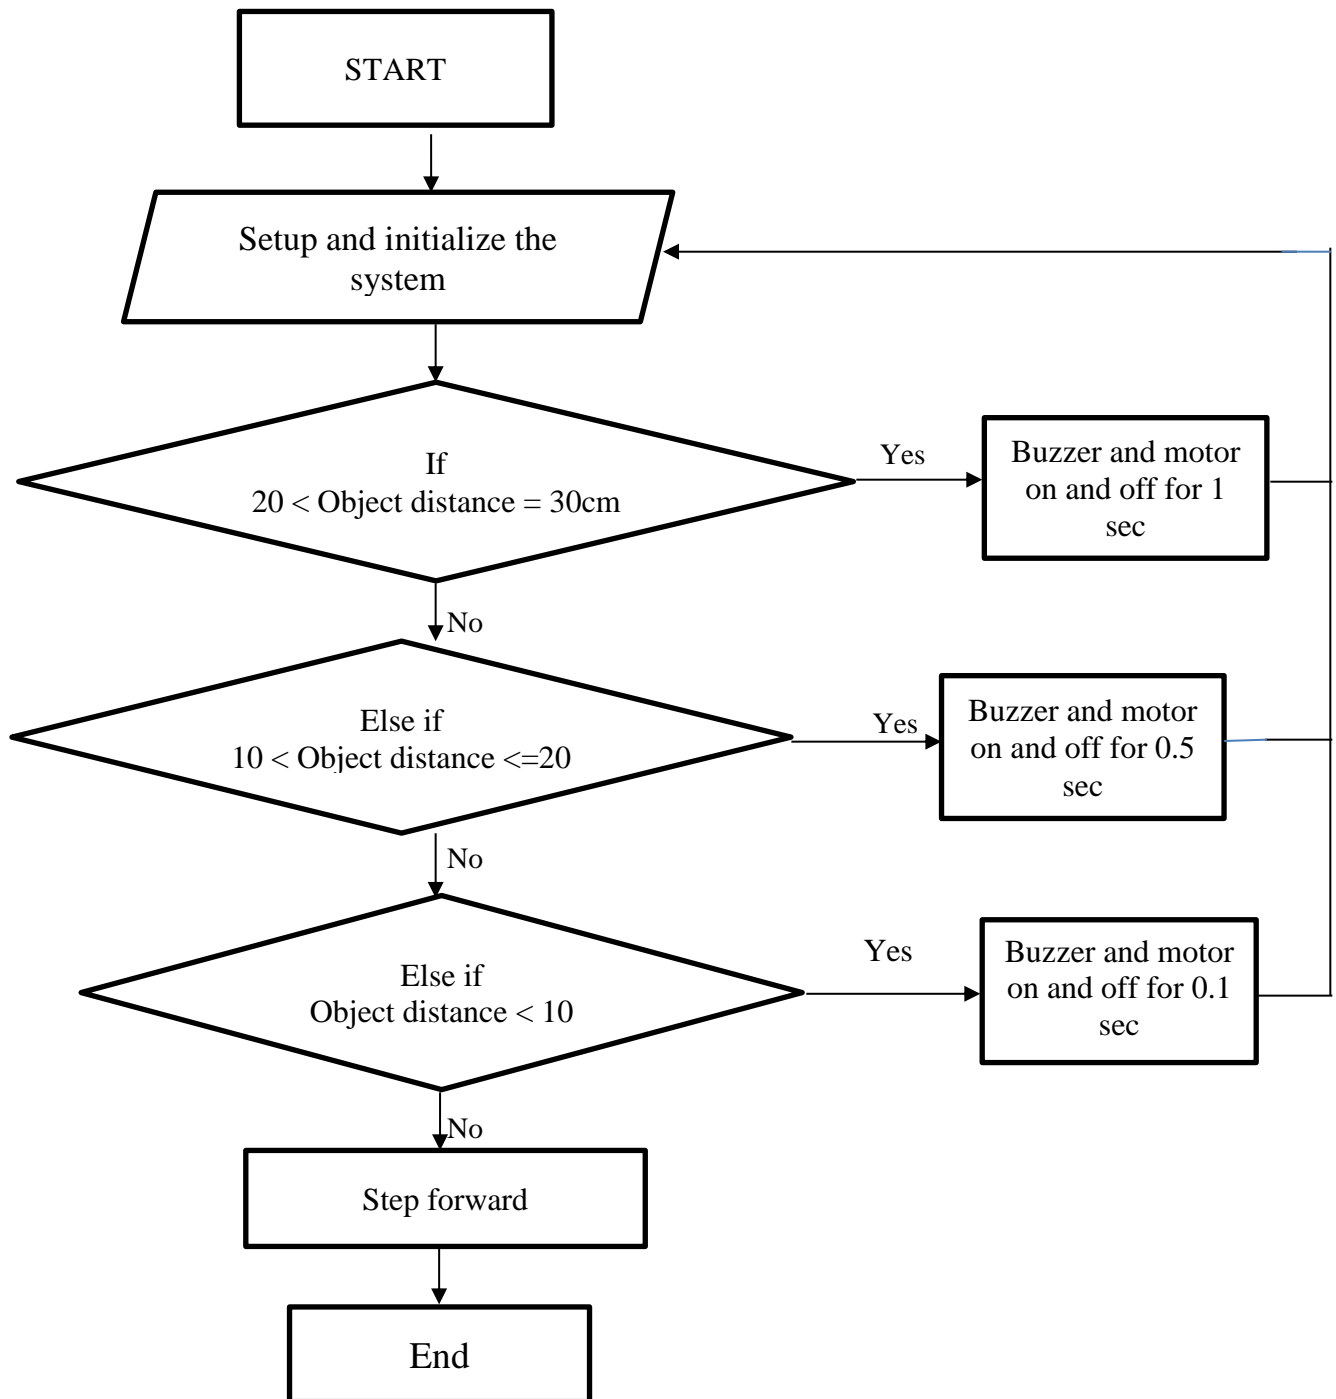 START
Setup and initialize the
system
If
20 < Object distance = 30cm
Yes
Buzzer and motor
on and off for 1
sec
No
Else if
10 < Object distance <=20
Yes
Buzzer and motor
on and off for 0.5
sec
No
Else if
Object distance < 10
Yes
Buzzer and motor
on and off for 0.1
sec
No
Step forward
End